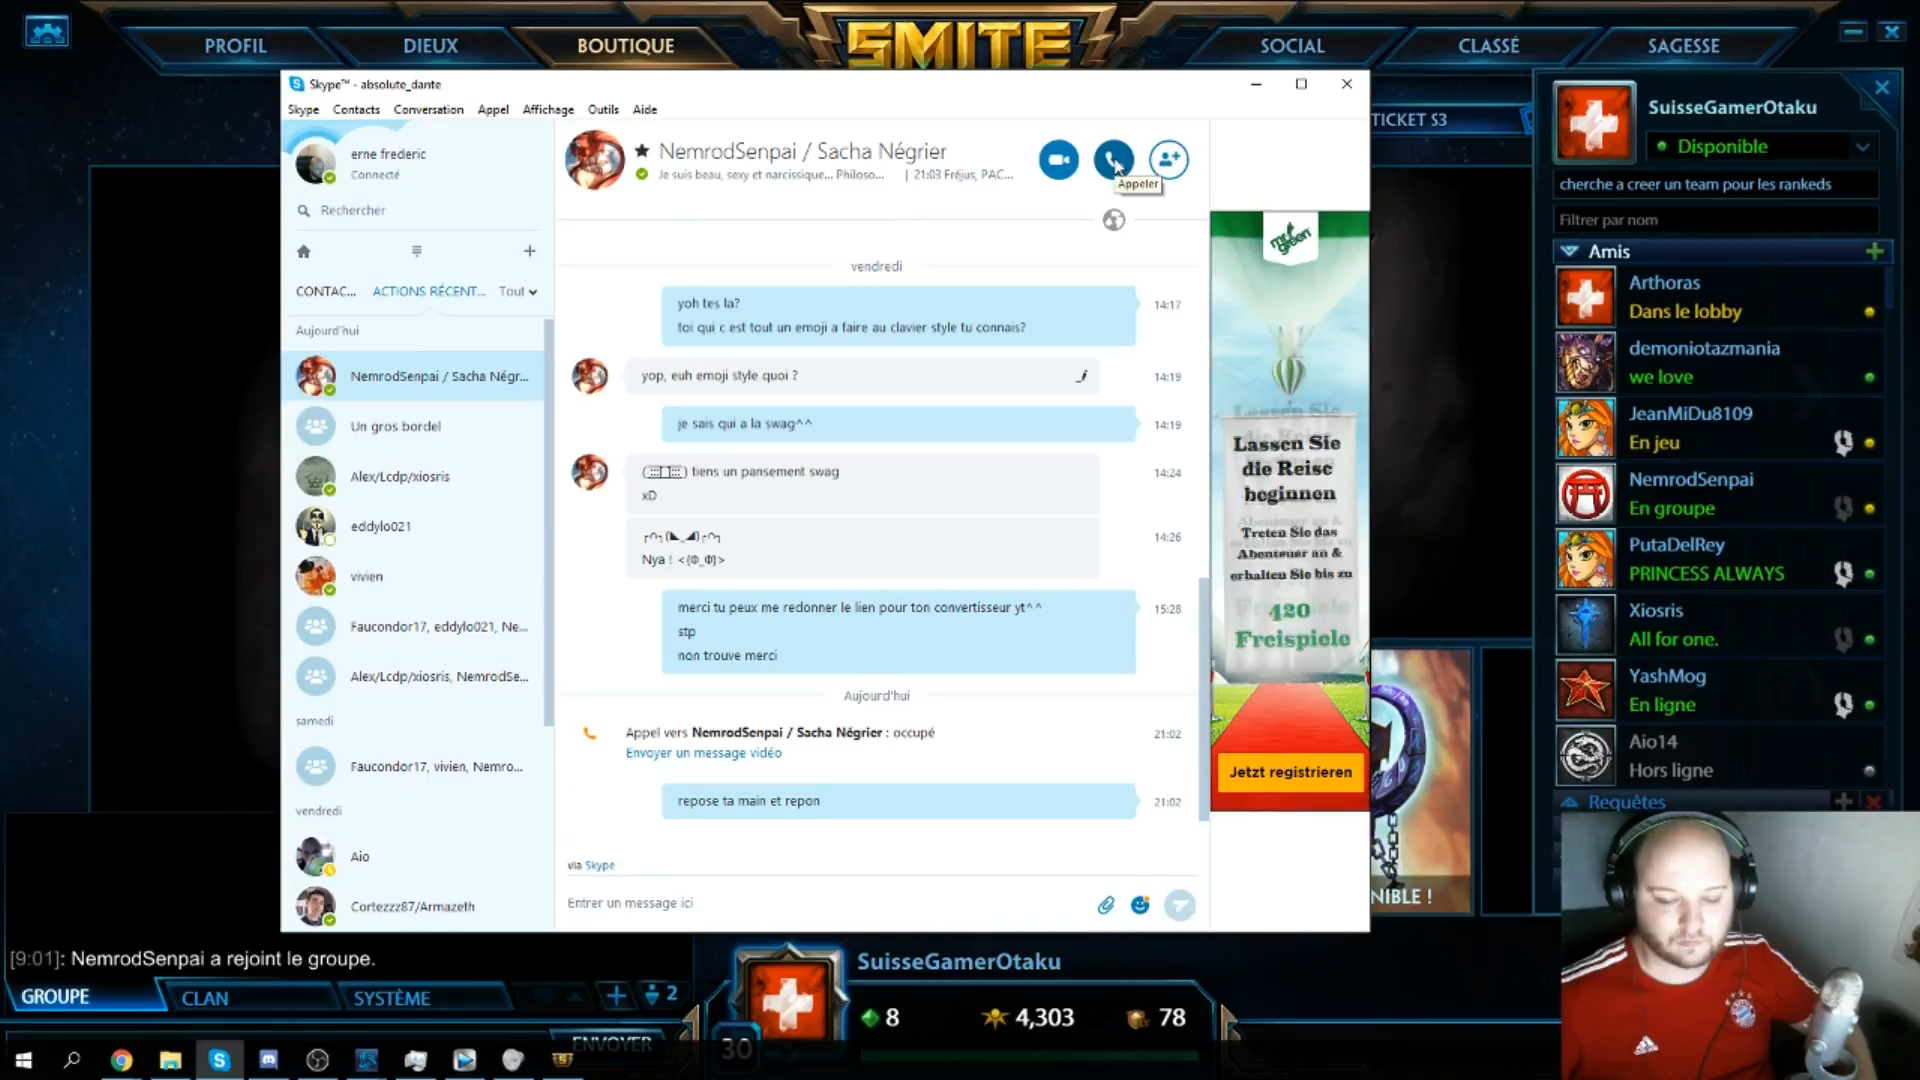 PROFIL
DIEUX
BOUTIQUE
SMITE
SOCIAL
CLASSÉ
SAGESSE
Skype™ - absolute_dante
Skype Contacts Conversation Appel Affichage Outils Aide
erne frederic
Connecté
Rechercher
CONTAC... ACTIONS RÉCENT... Tout
Aujourd'hui
NemrodSenpai / Sacha Négr...
Un gros bordel
Alex/Lcdp/xiosris
eddylo021
vivien
Faucondor17, eddylo021, Ne...
Alex/Lcdp/xiosris, NemrodSe...
samedi
Faucondor17, vivien, Nemro...
vendredi
Aio
Cortezzz87/Armazeth
NemrodSenpai / Sacha Négrier
Je suis beau, sexy et narcissique... Philoso... | 21:03 Fréjus, PAC...
Appeler
vendredi
yoh tes la?
14:17
toi qui c est tout un emoji a faire au clavier style tu connais?
yop, euh emoji style quoi ?
14:19
je sais qui a la swag^^
14:19
tiens un pansement swag
14:24
xD
14:26
Nya ! <(Φ_Φ)>
merci tu peux me redonner le lien pour ton convertisseur yt^^
15:28
stp
non trouve merci
Aujourd'hui
Appel vers NemrodSenpai / Sacha Négrier : occupé
21:02
Envoyer un message vidéo
repose ta main et repon
21:02
via Skype
Entrer un message ici
mr green
Lassen Sie
die Reise
beginnen
Treten Sie das
Abenteuer an &
erhalten Sie bis zu
420
Freispiele
Jetzt registrieren
TICKET S3
NIBLE !
SuisseGamerOtaku
Disponible
cherche a creer un team pour les rankeds
Filtrer par nom
Amis
Arthoras
Dans le lobby
demoniotazmania
we love
JeanMiDu8109
En jeu
NemrodSenpai
En groupe
PutaDelRey
PRINCESS ALWAYS
Xiosris
All for one.
YashMog
En ligne
Aio14
Hors ligne
Requêtes
[9:01]: NemrodSenpai a rejoint le groupe.
GROUPE
CLAN
SYSTÈME
2
ENVOYER
SuisseGamerOtaku
8
4,303
78
30